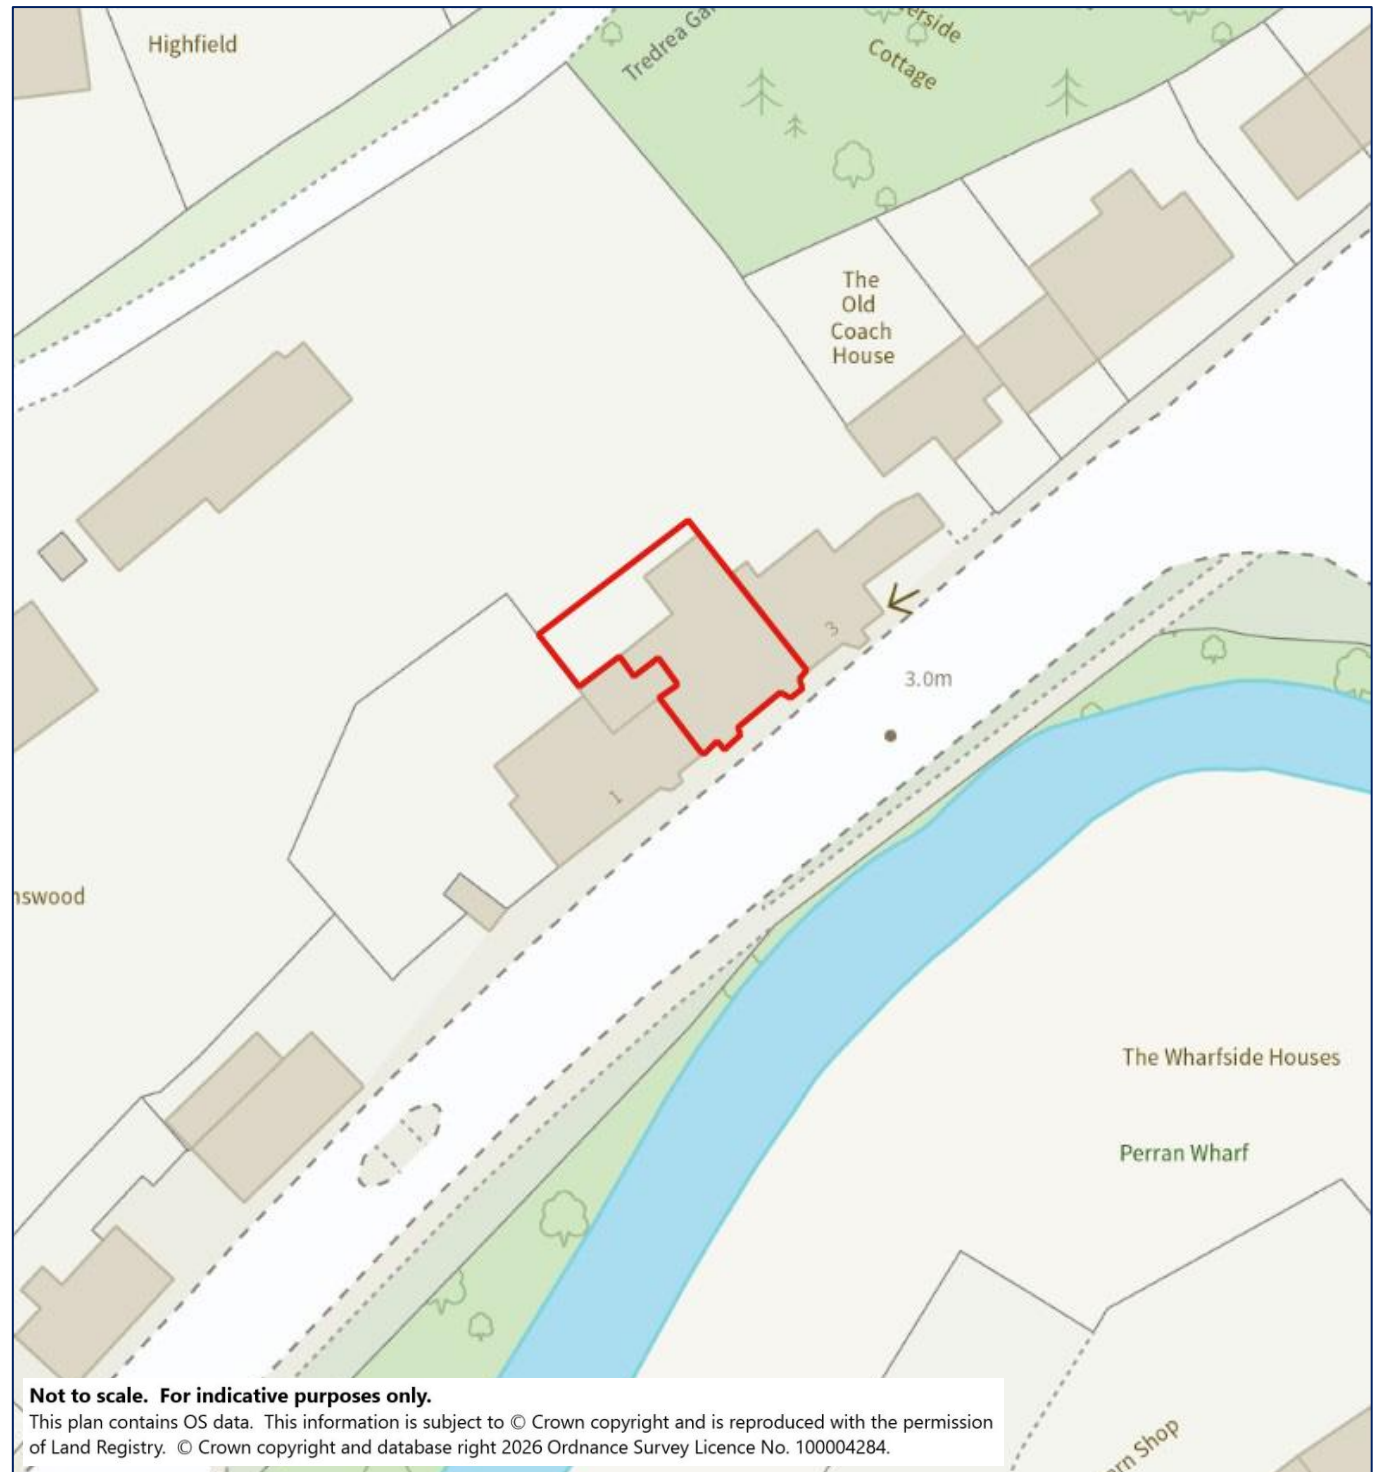 Highfield
Tredrea
Cottage
The
Old
Coach
House
3
3.0m
1
The Wharfside Houses
Perran Wharf
Shop
Not to scale. For indicative purposes only.
This plan contains OS data. This information is subject to © Crown copyright and is reproduced with the permission
of Land Registry. © Crown copyright and database right 2026 Ordnance Survey Licence No. 100004284.